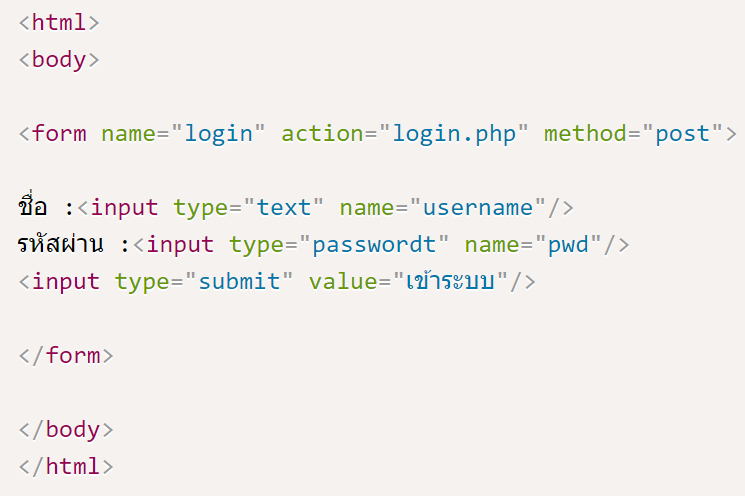 <html>
<body>
<form name="login" action="login.php" method="post">
ชื่อ :<input type="text" name="username"/>
รหัสผ่าน :<input type="passwordt" name="pwd"/>
<input type="submit" value="เข้าระบบ"/>
</form>
</body>
</html>